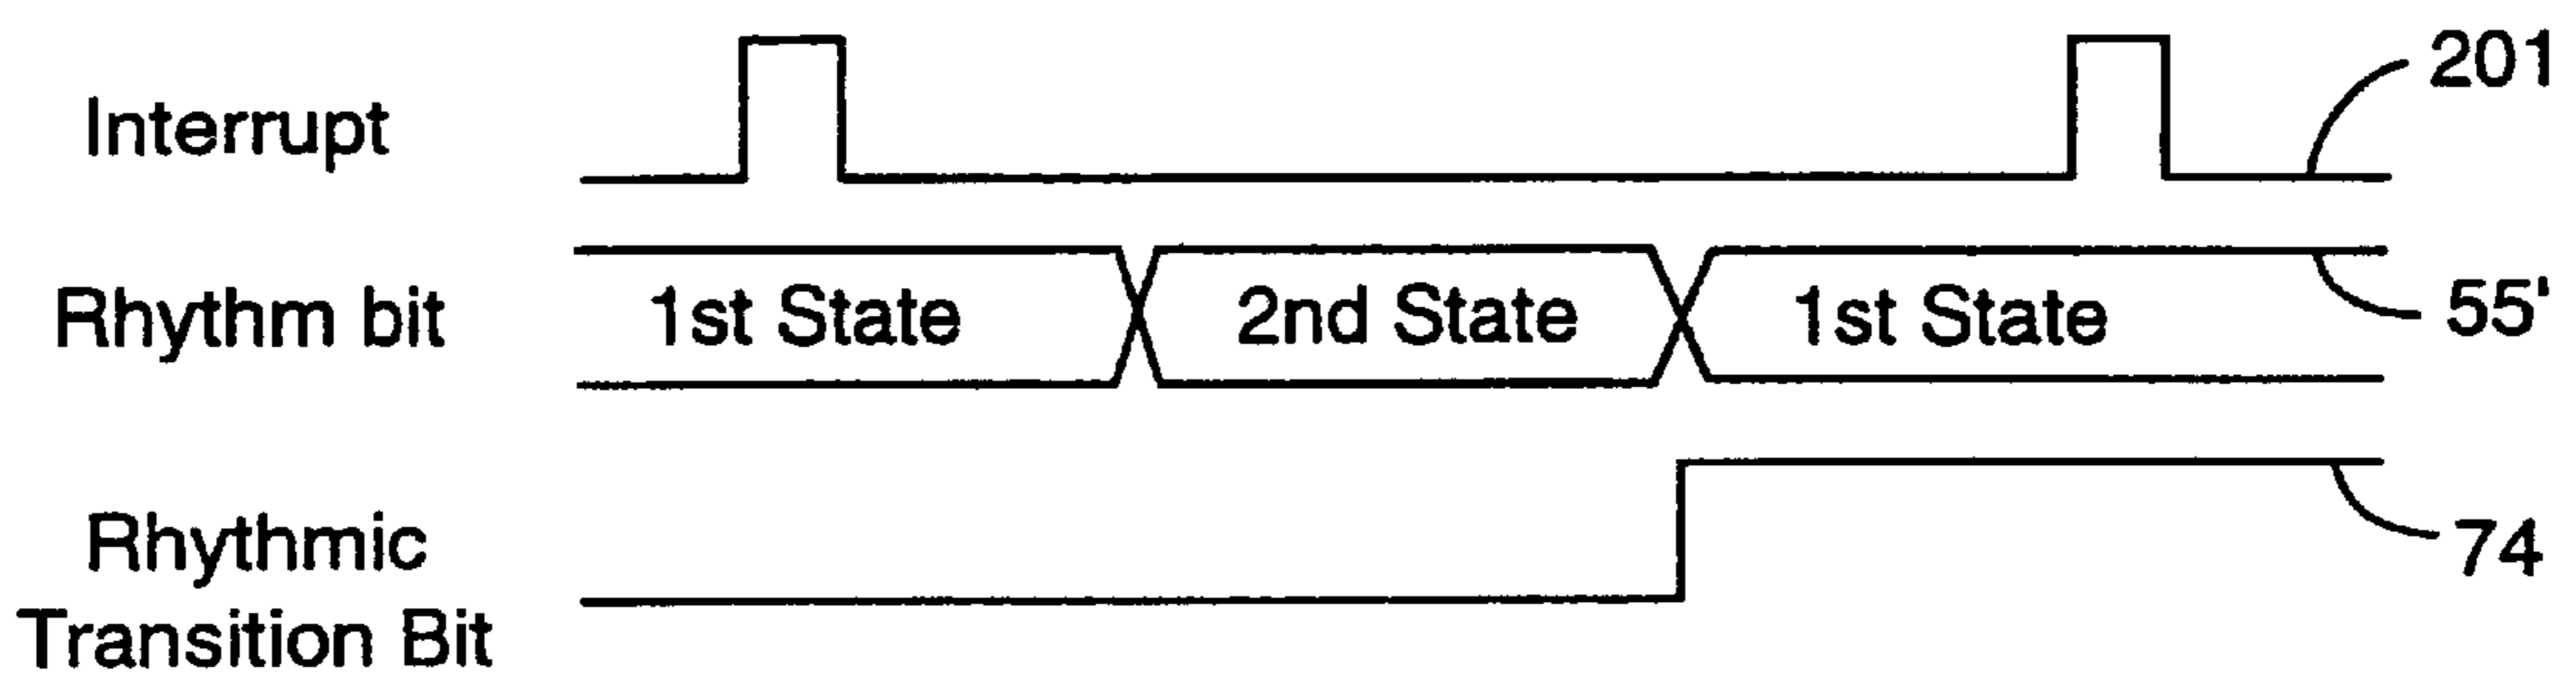 Interrupt
201
Rhythm bit
1st State
2nd State
1st State
55'
Rhythmic
Transition Bit
74